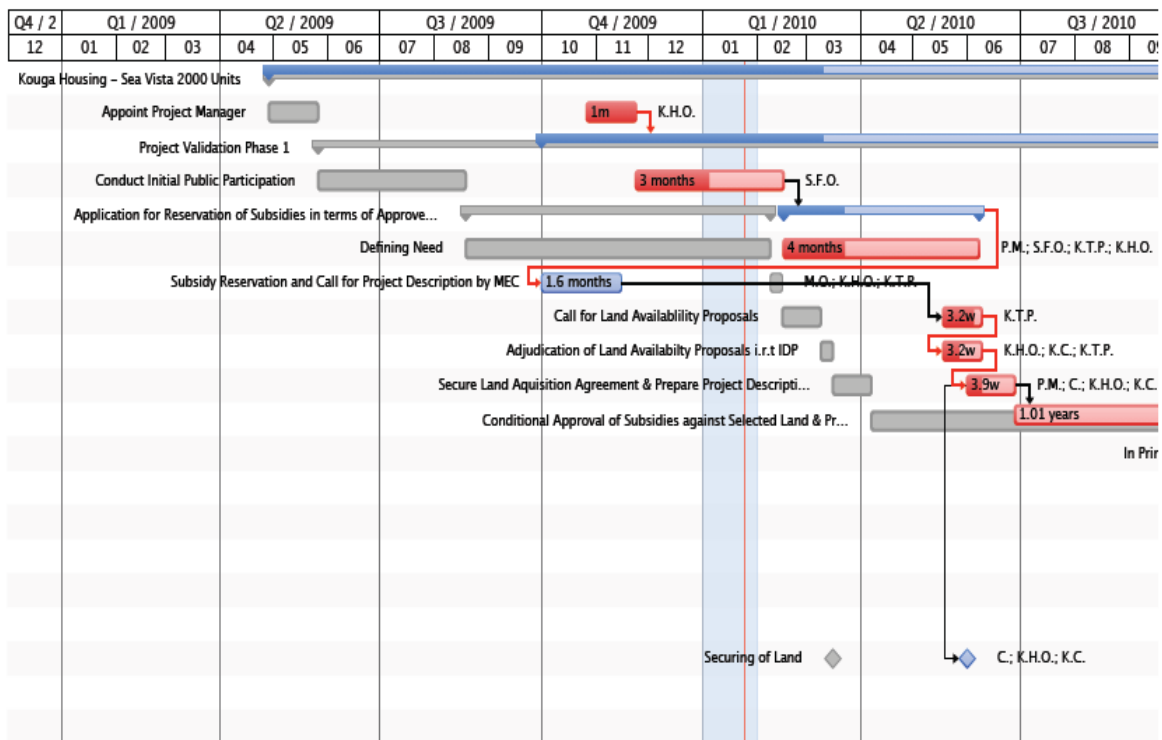 Q4 / 2 Q1 / 2009 Q2 / 2009 Q3 / 2009 Q4 / 2009 Q1 / 2010 Q2 / 2010 Q3 / 2010
12 01 02 03 04 05 06 07 08 09 10 11 12 01 02 03 04 05 06 07 08 09
Kouga Housing – Sea Vista 2000 Units
Appoint Project Manager 1m K.H.O.
Project Validation Phase 1
Conduct Initial Public Participation 3 months S.F.O.
Application for Reservation of Subsidies in terms of Approve...
Defining Need 4 months P.M.; S.F.O.; K.T.P.; K.H.O.
Subsidy Reservation and Call for Project Description by MEC 1.6 months M.O.; K.H.O.; K.T.P.
Call for Land Availablility Proposals 3.2w K.T.P.
Adjudication of Land Availabilty Proposals i.r.t IDP 3.2w K.H.O.; K.C.; K.T.P.
Secure Land Aquisition Agreement & Prepare Project Descripti... 3.9w P.M.; C.; K.H.O.; K.C.
Conditional Approval of Subsidies against Selected Land & Pr... 1.01 years
In Prin
Securing of Land C.; K.H.O.; K.C.